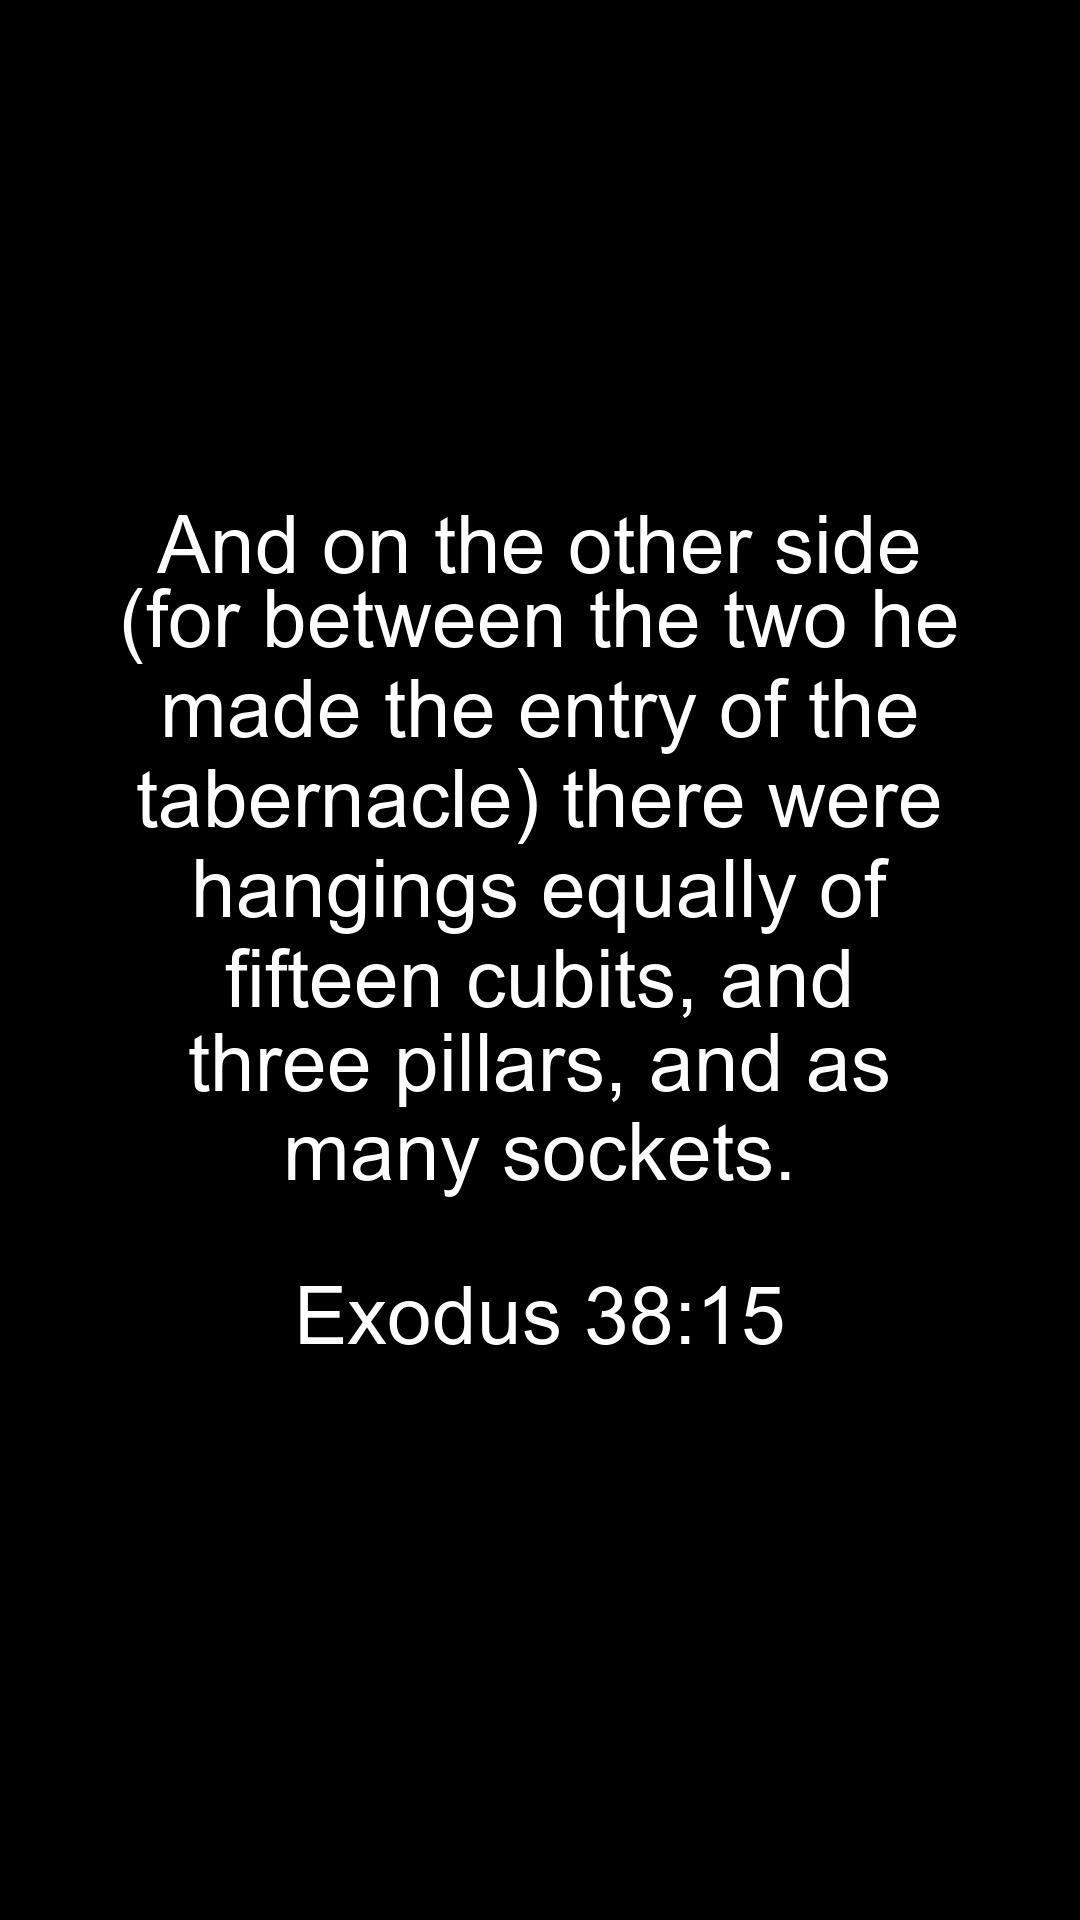 And on the other side
(for between the two he
made the entry of the
tabernacle) there were
hangings equally of
fifteen cubits, and
three pillars, and as
many sockets.
Exodus 38:15